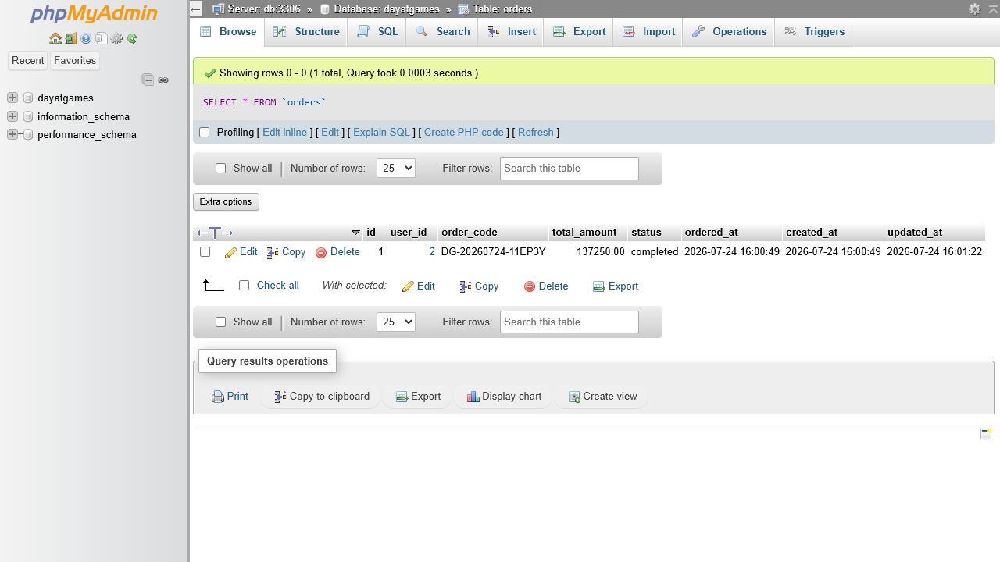 phpMyAdmin
Recent Favorites
dayatgames
information_schema
performance_schema
Server: db:3306 » Database: dayatgames » Table: orders
Browse Structure SQL Search Insert Export Import Operations Triggers
Showing rows 0 - 0 (1 total, Query took 0.0003 seconds.)
SELECT * FROM `orders`
Profiling [ Edit inline ] [ Edit ] [ Explain SQL ] [ Create PHP code ] [ Refresh ]
Show all | Number of rows: 25 Filter rows: Search this table
Extra options
←T→ id user_id order_code total_amount status ordered_at created_at updated_at
Edit Copy Delete 1 2 DG-20260724-11EP3Y 137250.00 completed 2026-07-24 16:00:49 2026-07-24 16:00:49 2026-07-24 16:01:22
Check all With selected: Edit Copy Delete Export
Show all | Number of rows: 25 Filter rows: Search this table
Query results operations
Print Copy to clipboard Export Display chart Create view